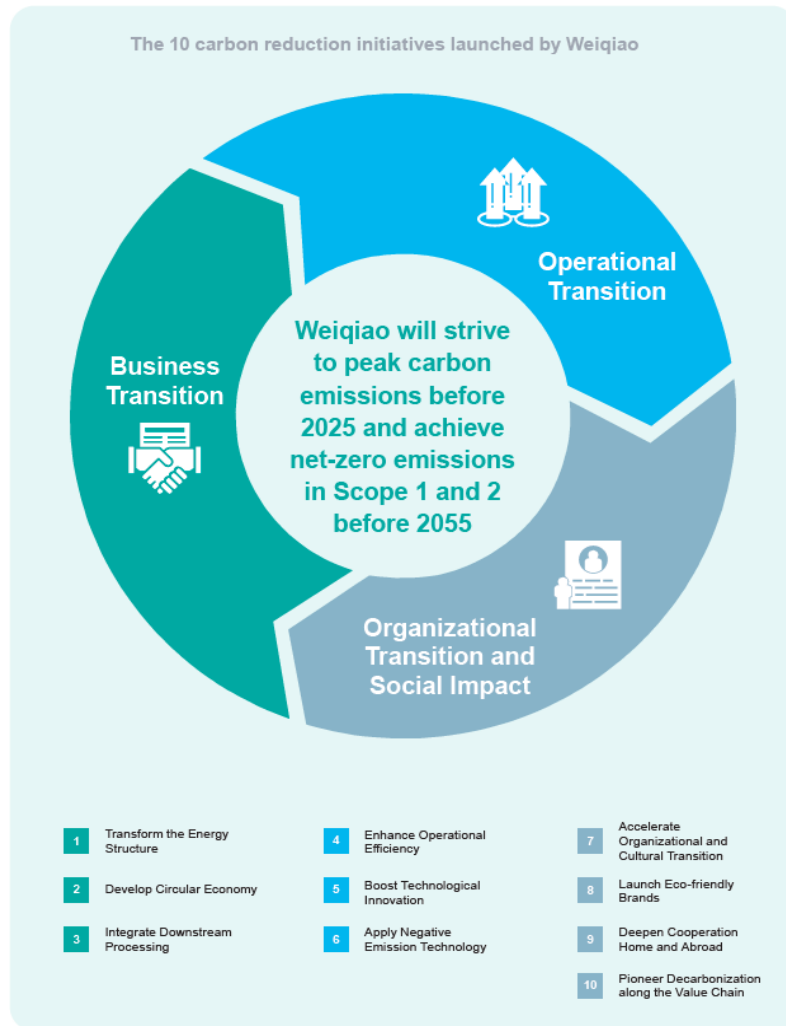 The 10 carbon reduction initiatives launched by Weiqiao
Operational
Transition
Business
Transition
Weiqiao will strive
to peak carbon
emissions before
2025 and achieve
net-zero emissions
in Scope 1 and 2
before 2055
Organizational
Transition and
Social Impact
1
Transform the Energy
Structure
2
Develop Circular Economy
3
Integrate Downstream
Processing
4
Enhance Operational
Efficiency
5
Boost Technological
Innovation
6
Apply Negative
Emission Technology
7
Accelerate
Organizational and
Cultural Transition
8
Launch Eco-friendly
Brands
9
Deepen Cooperation
Home and Abroad
10
Pioneer Decarbonization
along the Value Chain